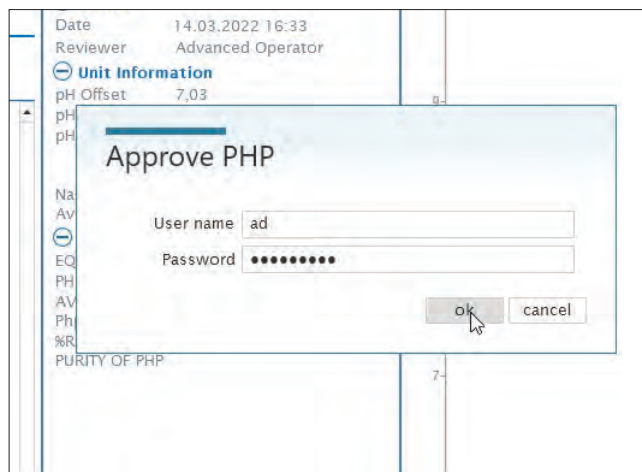 Date 14.03.2022 16:33
Reviewer Advanced Operator
Unit Information
pH Offset 7,03
pH
pH
Approve PHP
Na
Av
User name ad
EQ
Password •••••••••
PH
AV
ok cancel
%R
PURITY OF PHP
9
7